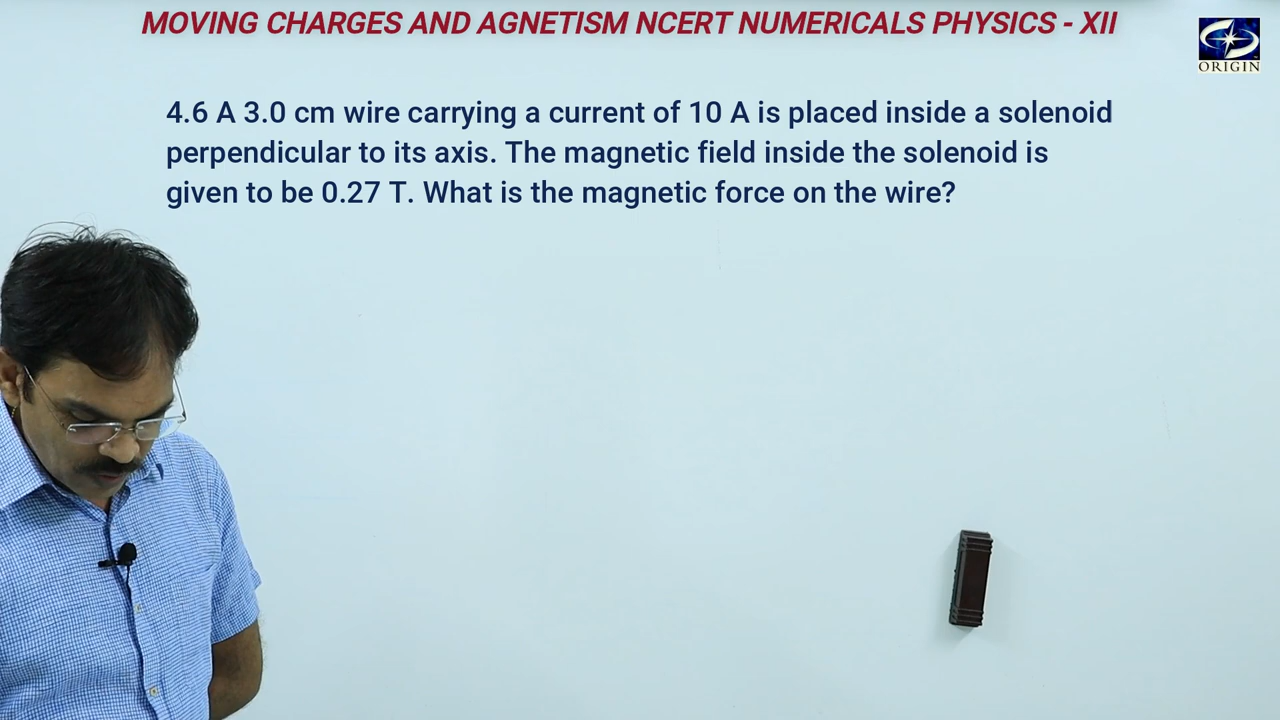 MOVING CHARGES AND AGNETISM NCERT NUMERICALS PHYSICS - XII
ORIGIN
4.6 A 3.0 cm wire carrying a current of 10 A is placed inside a solenoid
perpendicular to its axis. The magnetic field inside the solenoid is
given to be 0.27 T. What is the magnetic force on the wire?